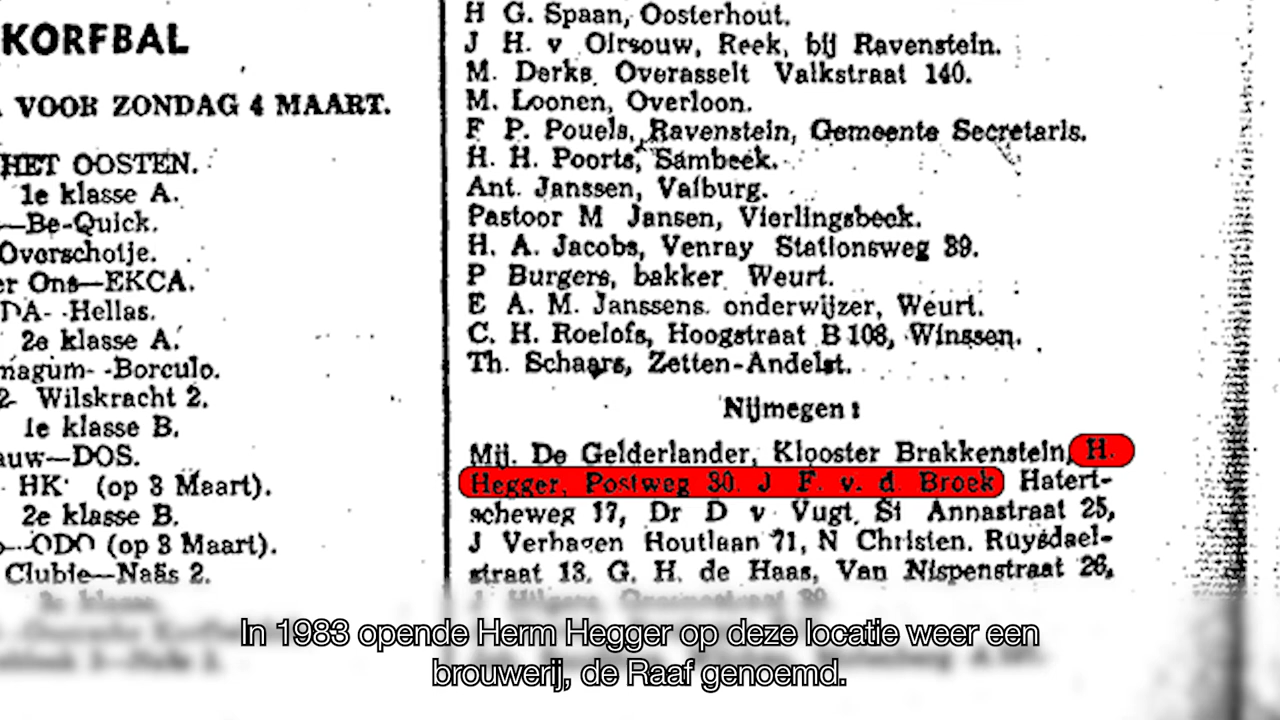 KORFBAL
VOOR ZONDAG 4 MAART.
HET OOSTEN.
1e klasse A.
—Be-Quick.
Overschotje.
er Ons—EKCA.
DA- -Hellas.
2e klasse A.
magum- -Borculo.
2- Wilskracht 2.
1e klasse B.
auw—DOS.
HK (op 3 Maart).
2e klasse B.
—ODO (op 3 Maart).
Clubie—Naäs 2.
3e klasse.
H G. Spaan, Oosterhout.
J H. v Olrsouw, Reek, bij Ravenstein.
M. Derks Overasselt Valkstraat 140.
M. Loonen, Overloon.
F P. Pouels, Ravenstein, Gemeente Secretaris.
H. H. Poorts, Sambeek.
Ant. Janssen, Valburg.
Pastoor M Jansen, Vierlingsbeek.
H. A. Jacobs, Venray Stationsweg 39.
P Burgers, bakker Weurt.
E A. M. Janssens. onderwijzer, Weurt.
C. H. Roelofs, Hoogstraat B 108, Winssen.
Th. Schaars, Zetten-Andelst.
Nijmegen:
Mij. De Gelderlander, Klooster Brakkenstein, H.
Hegger, Postweg 30. J F. v. d Broek Hatert-
scheweg 17, Dr D v Vugt, St Annastraat 25,
J Verhagen Houtlaan 71, N Christen. Ruysdael-
straat 13. G. H. de Haas, Van Nispenstraat 26,
In 1983 opende Herm Hegger op deze locatie weer een
brouwerij, de Raaf genoemd.